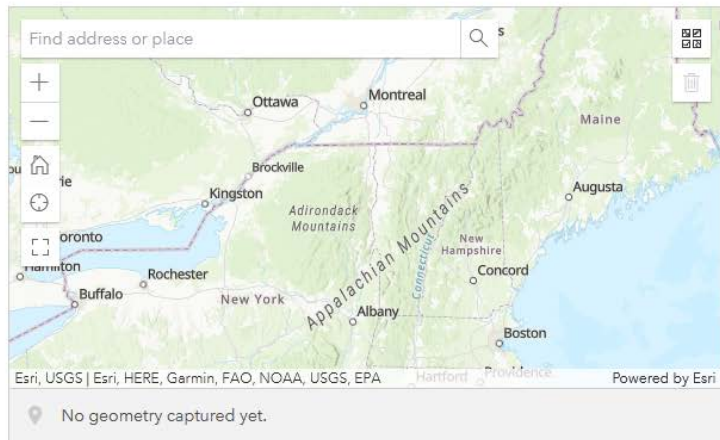 Find address or place
s
Ottawa
Montreal
Maine
Brockville
Kingston
Augusta
Adirondack
Mountains
Appalachian Mountains
Connecticut
New
Hampshire
oronto
Hamilton
Rochester
Concord
Buffalo
New York
Albany
Boston
Esri, USGS | Esri, HERE, Garmin, FAO, NOAA, USGS, EPA
Hartford
Providence
Powered by Esri
No geometry captured yet.